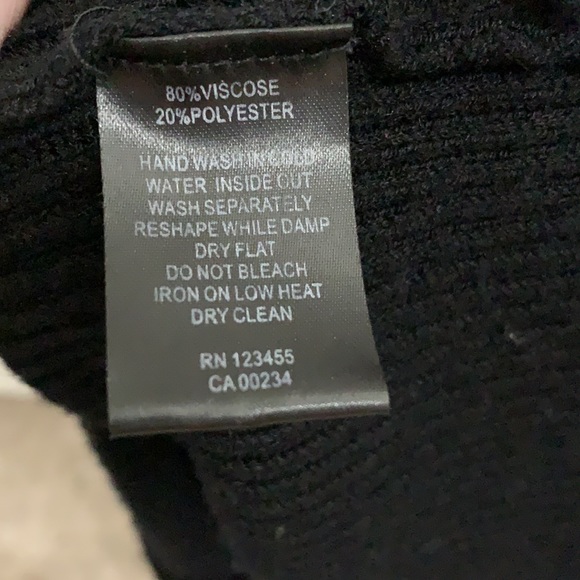 80%VISCOSE
20%POLYESTER
HAND WASH IN COLD
WATER INSIDE OUT
WASH SEPARATELY
RESHAPE WHILE DAMP
DRY FLAT
DO NOT BLEACH
IRON ON LOW HEAT
DRY CLEAN
RN 123455
CA 00234